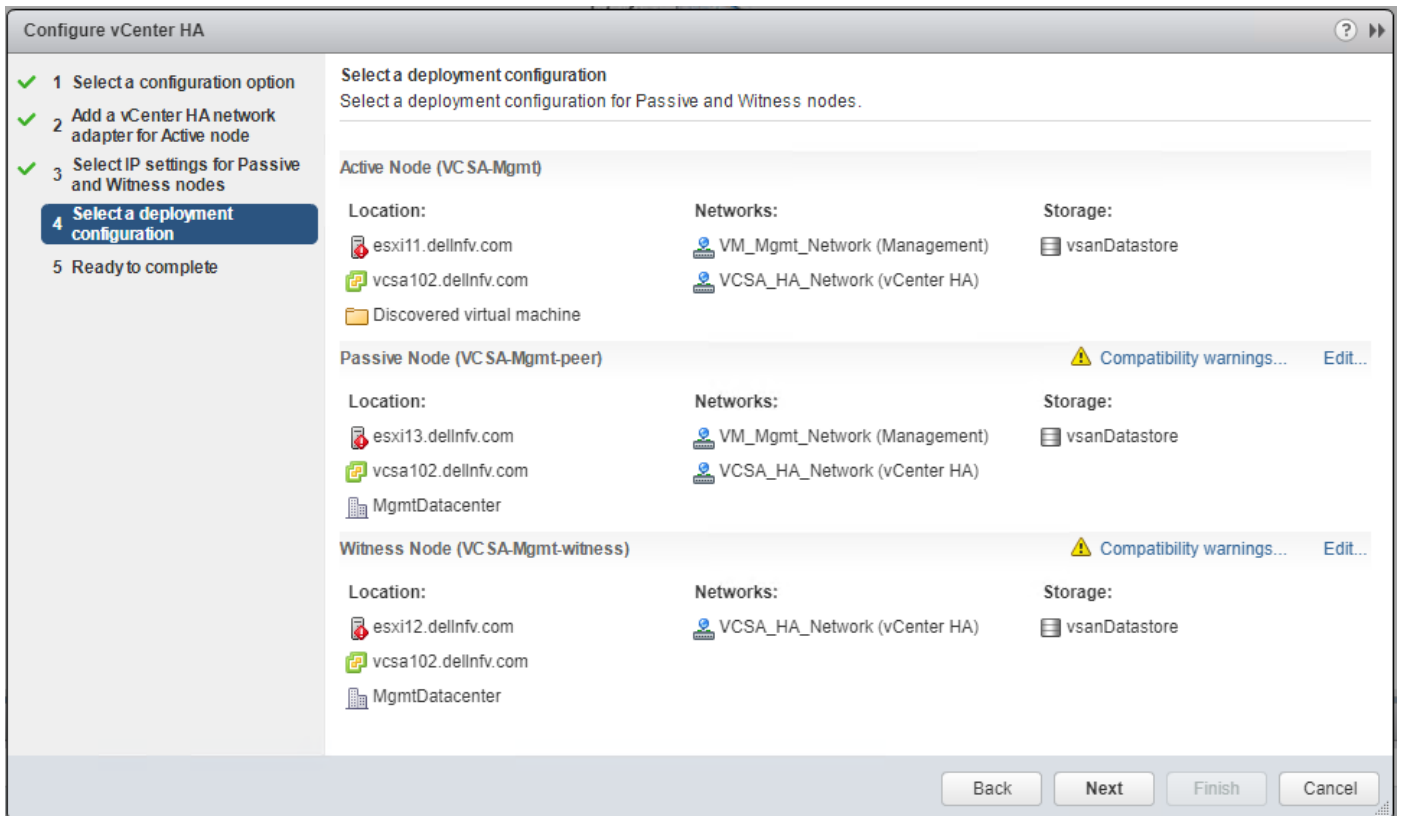 Configure vCenter HA
?
1 Select a configuration option
2 Add a vCenter HA network
adapter for Active node
3 Select IP settings for Passive
and Witness nodes
4 Select a deployment
configuration
5 Ready to complete
Select a deployment configuration
Select a deployment configuration for Passive and Witness nodes.
Active Node (VCSA-Mgmt)
Location: Networks: Storage:
esxi11.dellnfv.com VM_Mgmt_Network (Management) vsanDatastore
vcsa102.dellnfv.com VCSA_HA_Network (vCenter HA)
Discovered virtual machine
Passive Node (VCSA-Mgmt-peer) Compatibility warnings... Edit...
Location: Networks: Storage:
esxi13.dellnfv.com VM_Mgmt_Network (Management) vsanDatastore
vcsa102.dellnfv.com VCSA_HA_Network (vCenter HA)
MgmtDatacenter
Witness Node (VCSA-Mgmt-witness) Compatibility warnings... Edit...
Location: Networks: Storage:
esxi12.dellnfv.com VCSA_HA_Network (vCenter HA) vsanDatastore
vcsa102.dellnfv.com
MgmtDatacenter
Back Next Finish Cancel